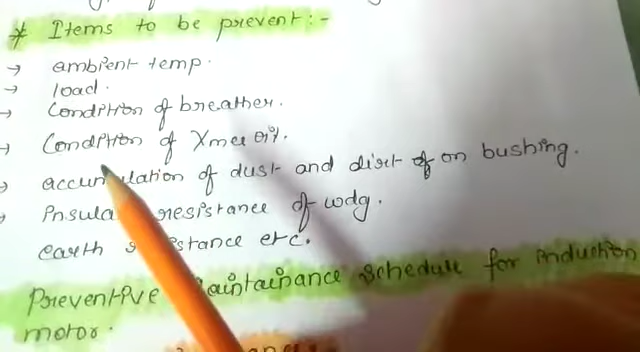 * Items to be prevent:-
→ ambient temp.
→ load.
→ Condition of breather.
→ Condition of Xmer oil.
→ accumulation of dust and dirt of on bushing.
→ insula resistance of wdg.
earth stance etc.
Preventive maintainance schedule for induction
motor.